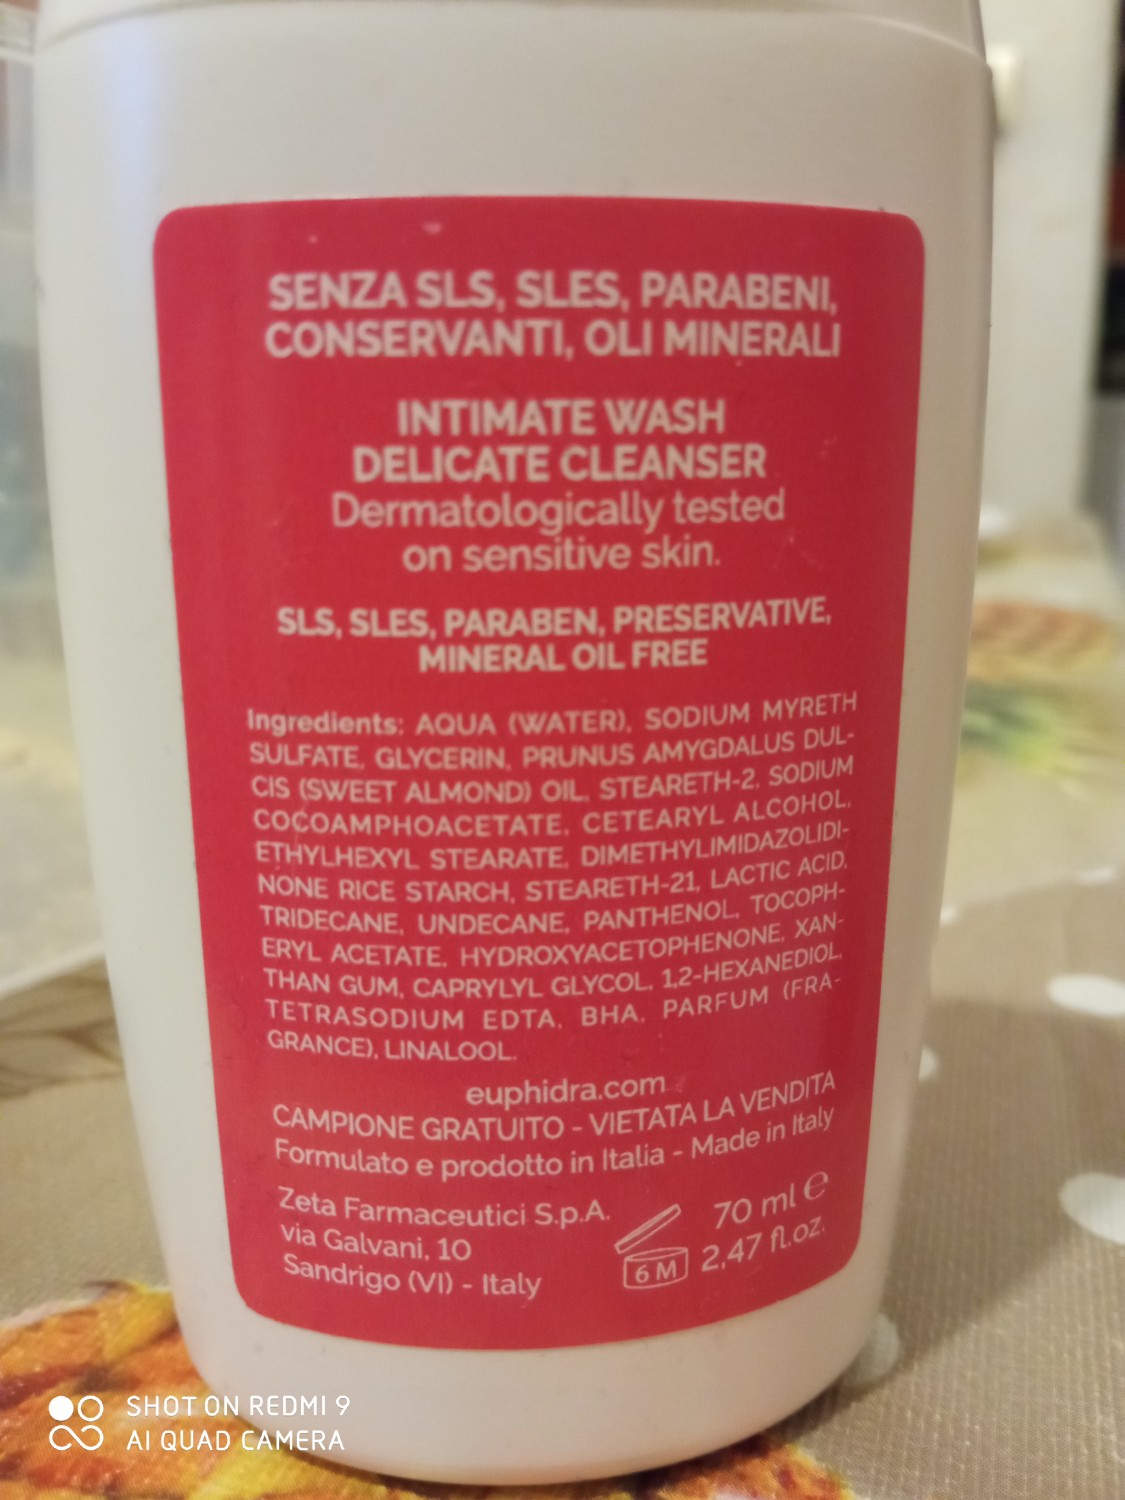 SENZA SLS, SLES, PARABENI,
CONSERVANTI, OLI MINERALI
INTIMATE WASH
DELICATE CLEANSER
Dermatologically tested
on sensitive skin.
SLS, SLES, PARABEN, PRESERVATIVE,
MINERAL OIL FREE
Ingredients: AQUA (WATER), SODIUM MYRETH
SULFATE, GLYCERIN, PRUNUS AMYGDALUS DUL-
CIS (SWEET ALMOND) OIL, STEARETH-2, SODIUM
COCOAMPHOACETATE, CETEARYL ALCOHOL,
ETHYLHEXYL STEARATE, DIMETHYLIMIDAZOLIDI-
NONE RICE STARCH, STEARETH-21, LACTIC ACID,
TRIDECANE, UNDECANE, PANTHENOL, TOCOPH-
ERYL ACETATE, HYDROXYACETOPHENONE, XAN-
THAN GUM, CAPRYLYL GLYCOL, 1,2-HEXANEDIOL,
TETRASODIUM EDTA, BHA, PARFUM (FRA-
GRANCE), LINALOOL.
euphidra.com
CAMPIONE GRATUITO - VIETATA LA VENDITA
Formulato e prodotto in Italia - Made in Italy
Zeta Farmaceutici S.p.A.
via Galvani, 10
Sandrigo (VI) - Italy
6 M
70 ml ℮
2,47 fl.oz.
SHOT ON REDMI 9
AI QUAD CAMERA